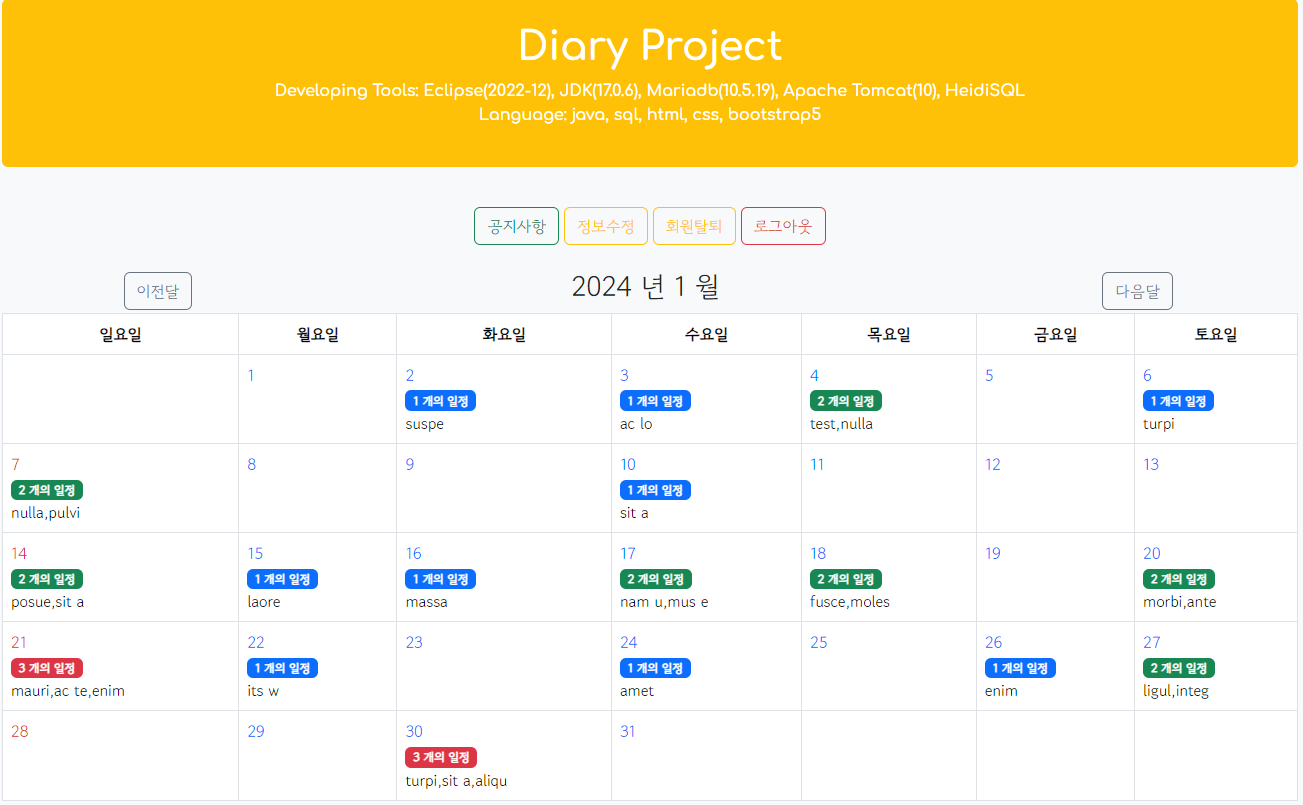 Diary Project
Developing Tools: Eclipse(2022-12), JDK(17.0.6), Mariadb(10.5.19), Apache Tomcat(10), HeidiSQL
Language: java, sql, html, css, bootstrap5
공지사항 정보수정 회원탈퇴 로그아웃
이전달 2024 년 1 월 다음달
일요일 월요일 화요일 수요일 목요일 금요일 토요일
1 2 3 4 5 6
1 개의 일정 1 개의 일정 2 개의 일정 1 개의 일정
suspe ac lo test,nulla turpi
7 8 9 10 11 12 13
2 개의 일정 1 개의 일정
nulla,pulvi sit a
14 15 16 17 18 19 20
2 개의 일정 1 개의 일정 1 개의 일정 2 개의 일정 2 개의 일정 2 개의 일정
posue,sit a laore massa nam u,mus e fusce,moles morbi,ante
21 22 23 24 25 26 27
3 개의 일정 1 개의 일정 1 개의 일정 1 개의 일정 2 개의 일정
mauri,ac te,enim its w amet enim ligul,integ
28 29 30 31
3 개의 일정
turpi,sit a,aliqu